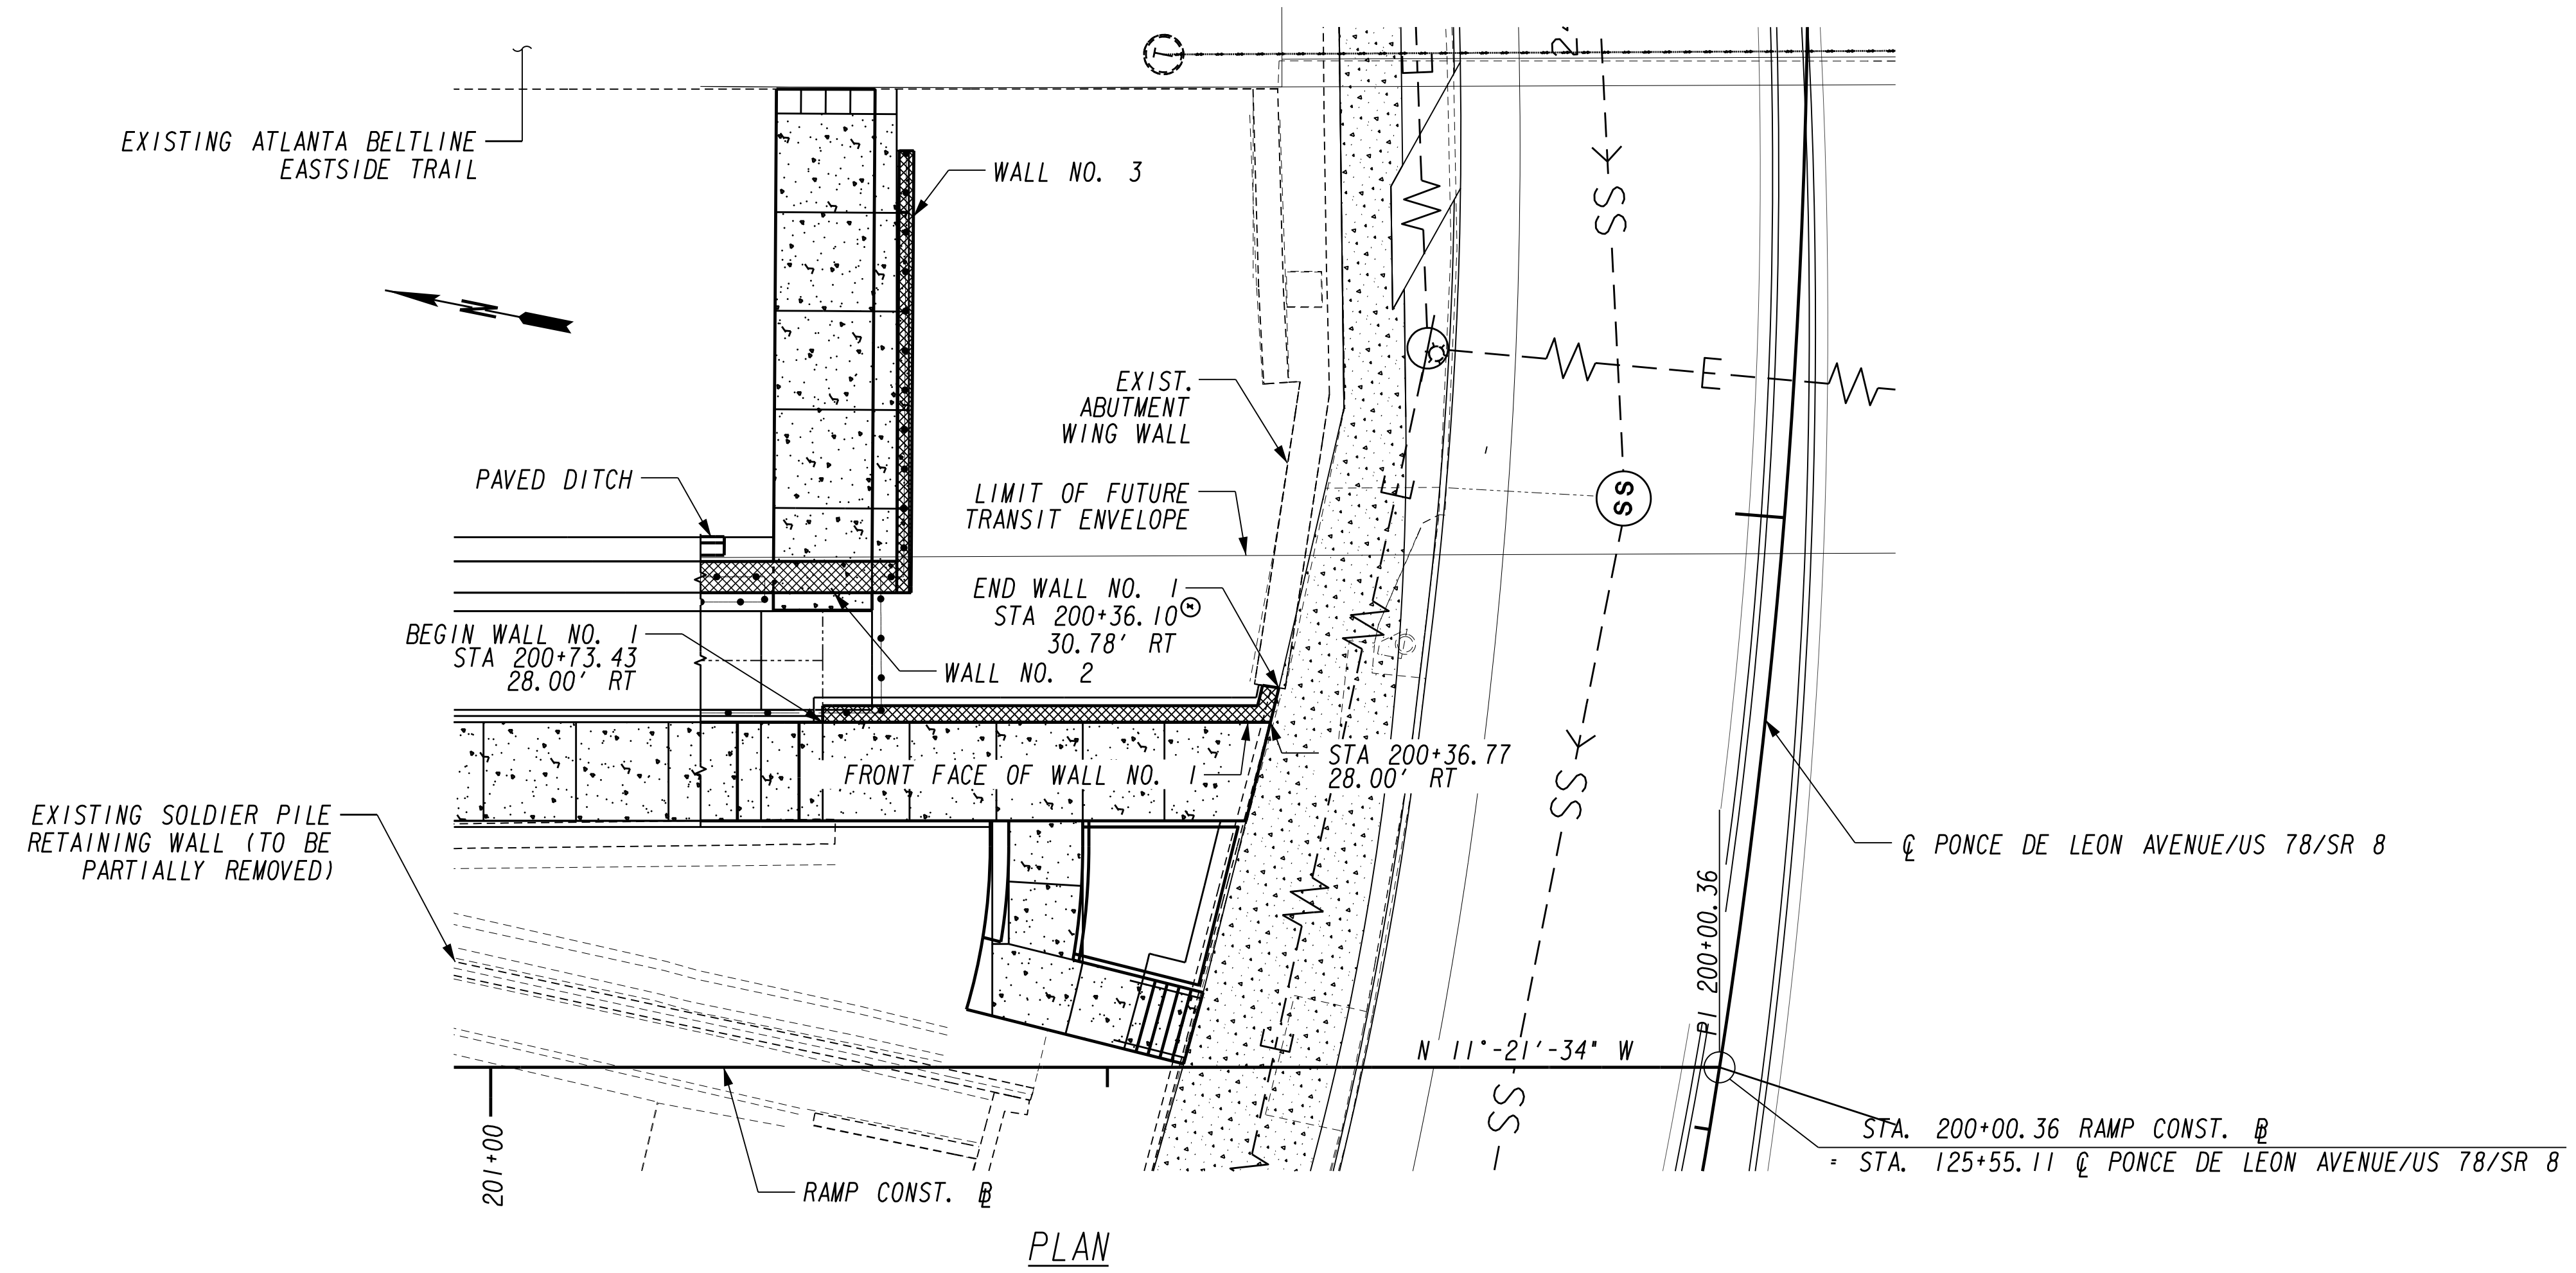 EXISTING ATLANTA BELTLINE
EASTSIDE TRAIL
N
WALL NO. 3
SS
EXIST.
ABUTMENT
WING WALL
E
PAVED DITCH
LIMIT OF FUTURE
TRANSIT ENVELOPE
SS
END WALL NO. 1
STA 200+36.10
30.78' RT
BEGIN WALL NO. 1
STA 200+73.43
28.00' RT
WALL NO. 2
STA 200+36.77
28.00' RT
FRONT FACE OF WALL NO. 1
SS
EXISTING SOLDIER PILE
RETAINING WALL (TO BE
PARTIALLY REMOVED)
℄ PONCE DE LEON AVENUE/US 78/SR 8
PI 200+00.36
N 11°-21'-34" W
E
E
E
SS
201+00
RAMP CONST. BL
STA. 200+00.36 RAMP CONST. BL
= STA. 125+55.11 ℄ PONCE DE LEON AVENUE/US 78/SR 8
PLAN